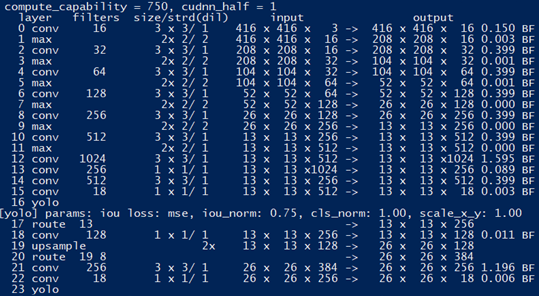 compute_capability = 750, cudnn_half = 1
layer filters size/strd(dil) input output
0 conv 16 3 x 3/ 1 416 x 416 x 3 -> 416 x 416 x 16 0.150 BF
1 max 2x 2/ 2 416 x 416 x 16 -> 208 x 208 x 16 0.003 BF
2 conv 32 3 x 3/ 1 208 x 208 x 16 -> 208 x 208 x 32 0.399 BF
3 max 2x 2/ 2 208 x 208 x 32 -> 104 x 104 x 32 0.001 BF
4 conv 64 3 x 3/ 1 104 x 104 x 32 -> 104 x 104 x 64 0.399 BF
5 max 2x 2/ 2 104 x 104 x 64 -> 52 x 52 x 64 0.001 BF
6 conv 128 3 x 3/ 1 52 x 52 x 64 -> 52 x 52 x 128 0.399 BF
7 max 2x 2/ 2 52 x 52 x 128 -> 26 x 26 x 128 0.000 BF
8 conv 256 3 x 3/ 1 26 x 26 x 128 -> 26 x 26 x 256 0.399 BF
9 max 2x 2/ 2 26 x 26 x 256 -> 13 x 13 x 256 0.000 BF
10 conv 512 3 x 3/ 1 13 x 13 x 256 -> 13 x 13 x 512 0.399 BF
11 max 2x 2/ 1 13 x 13 x 512 -> 13 x 13 x 512 0.000 BF
12 conv 1024 3 x 3/ 1 13 x 13 x 512 -> 13 x 13 x1024 1.595 BF
13 conv 256 1 x 1/ 1 13 x 13 x1024 -> 13 x 13 x 256 0.089 BF
14 conv 512 3 x 3/ 1 13 x 13 x 256 -> 13 x 13 x 512 0.399 BF
15 conv 18 1 x 1/ 1 13 x 13 x 512 -> 13 x 13 x 18 0.003 BF
16 yolo
[yolo] params: iou loss: mse, iou_norm: 0.75, cls_norm: 1.00, scale_x_y: 1.00
17 route 13 -> 13 x 13 x 256
18 conv 128 1 x 1/ 1 13 x 13 x 256 -> 13 x 13 x 128 0.011 BF
19 upsample 2x 13 x 13 x 128 -> 26 x 26 x 128
20 route 19 8 -> 26 x 26 x 384
21 conv 256 3 x 3/ 1 26 x 26 x 384 -> 26 x 26 x 256 1.196 BF
22 conv 18 1 x 1/ 1 26 x 26 x 256 -> 26 x 26 x 18 0.006 BF
23 yolo